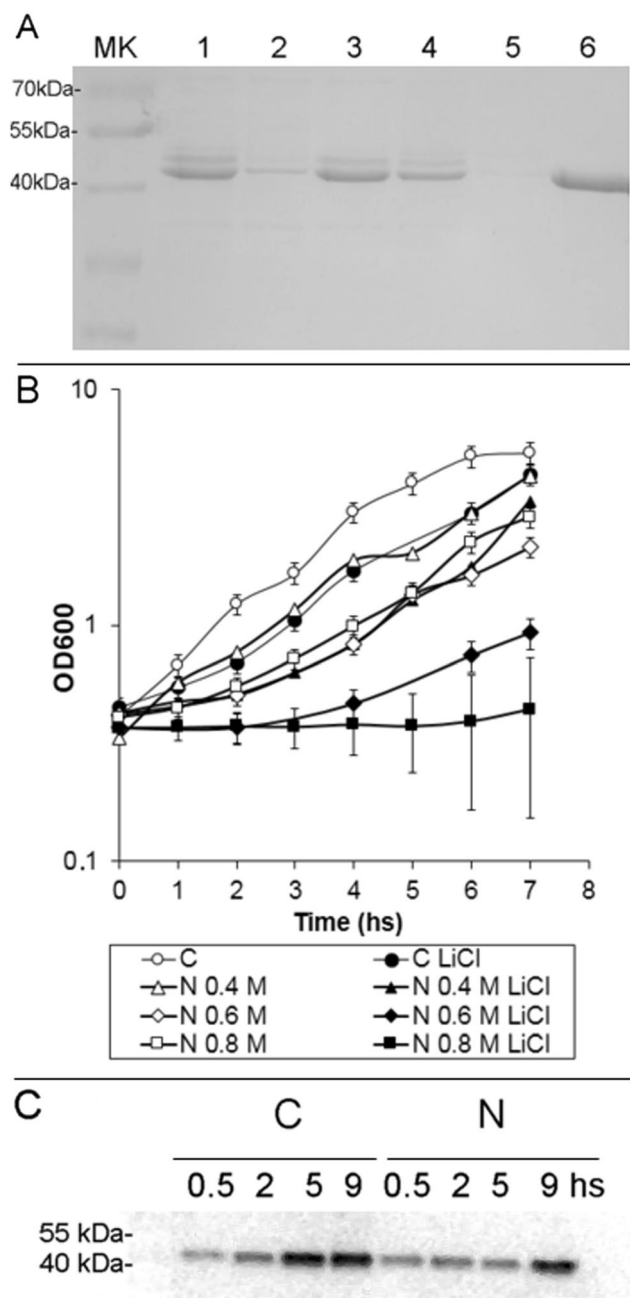 A
MK 1 2 3 4 5 6
70kDa-
55kDa-
40kDa-
B
10
1
0.1
OD600
0 1 2 3 4 5 6 7 8
Time (hs)
C C LiCl
N 0.4 M N 0.4 M LiCl
N 0.6 M N 0.6 M LiCl
N 0.8 M N 0.8 M LiCl
C
C N
0.5 2 5 9 0.5 2 5 9 hs
55 kDa-
40 kDa-